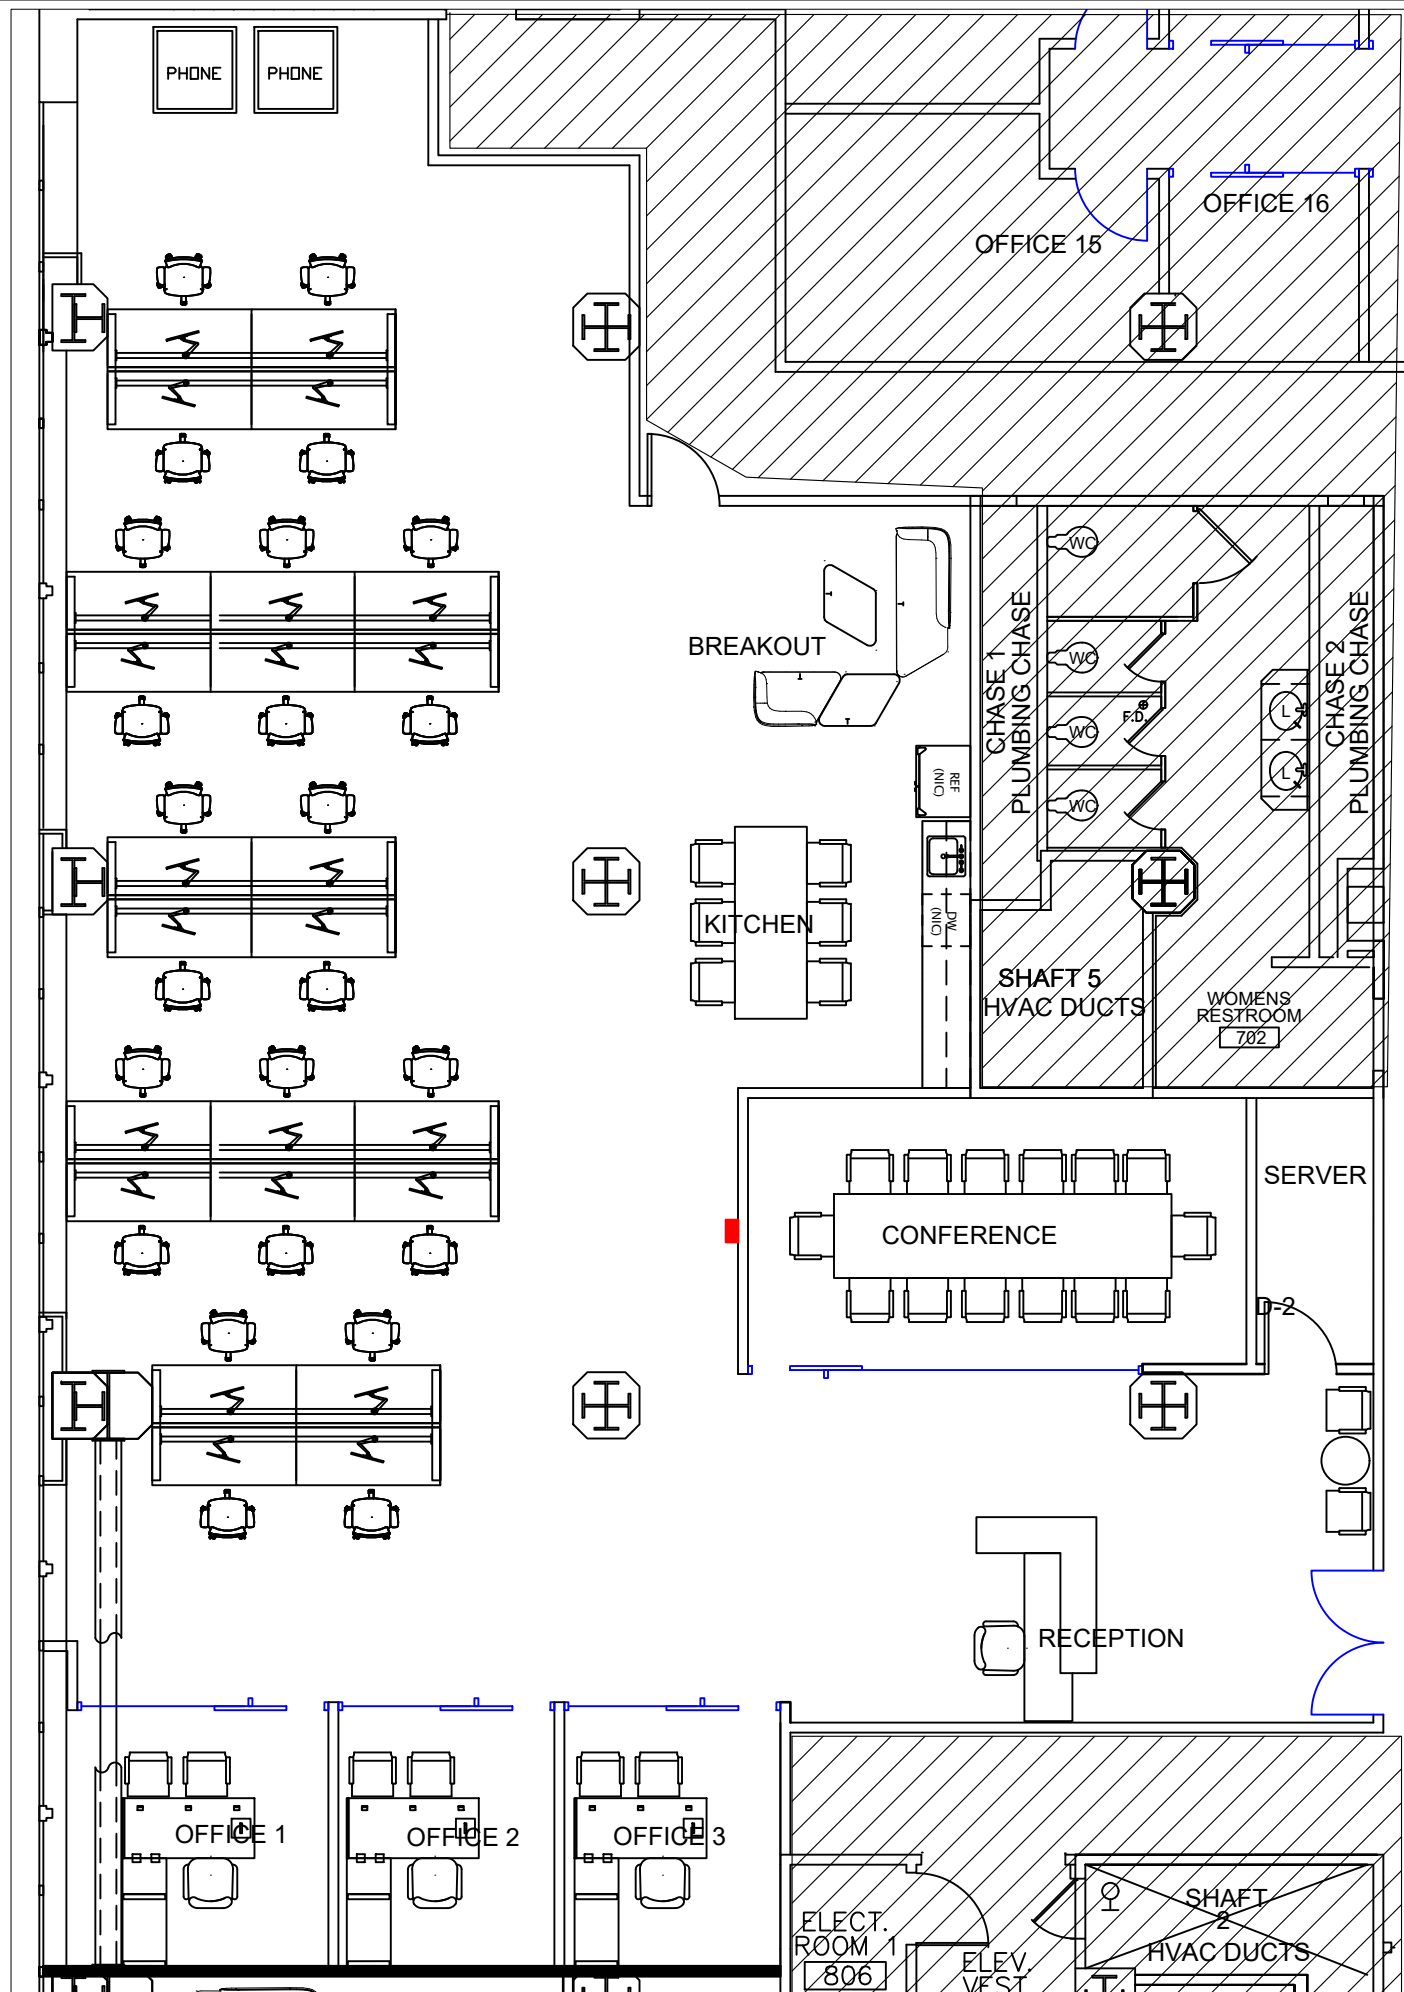 PHONE
PHONE
OFFICE 16
OFFICE 15
WC
BREAKOUT
CHASE 1
PLUMBING CHASE
CHASE 2
PLUMBING CHASE
WC
F.D.
L
WC
L
REF
(NIC)
WC
KITCHEN
DW
(NIC)
SHAFT 5
HVAC DUCTS
WOMENS
RESTROOM
702
SERVER
CONFERENCE
D-2
RECEPTION
OFFICE 1
OFFICE 2
OFFICE 3
SHAFT
2
HVAC DUCTS
ELECT.
ROOM 1
806
ELEV.
VEST